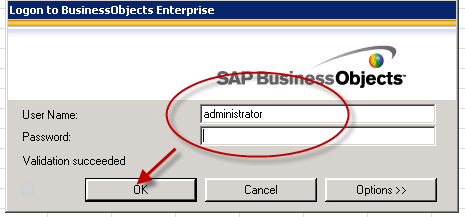 Logon to BusinessObjects Enterprise
SAP BusinessObjects
User Name: administrator
Password:
Validation succeeded
OK Cancel Options >>